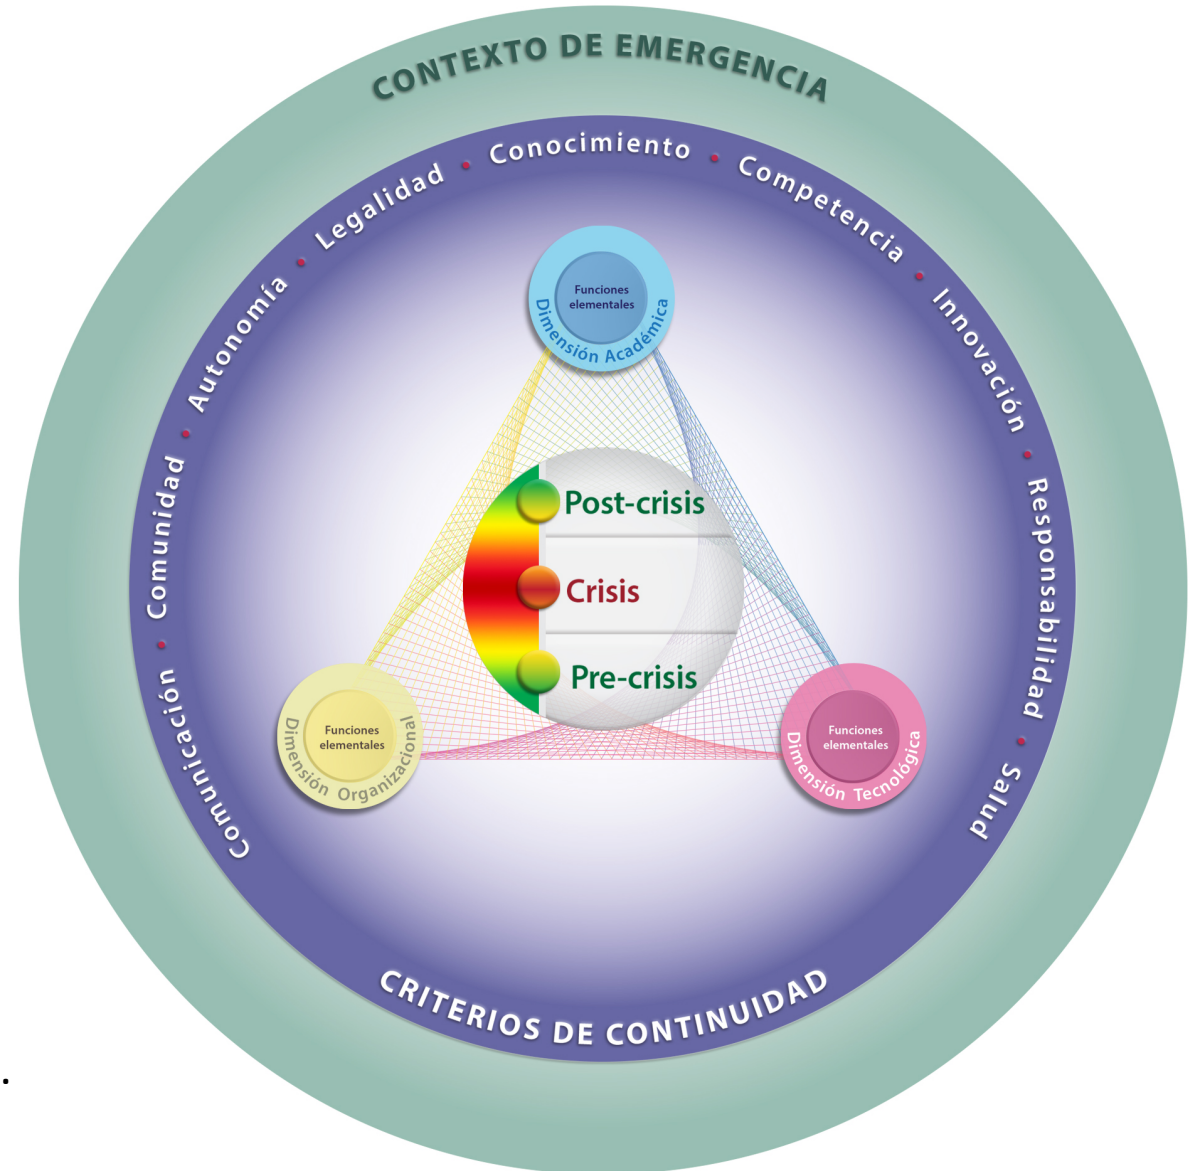 CONTEXTO DE EMERGENCIA
Comunicación • Comunidad • Autonomía • Legalidad • Conocimiento • Competencia • Innovación • Responsabilidad • Salud
Funciones
elementales
Dimensión Académica
Post-crisis
Crisis
Pre-crisis
Funciones
elementales
Dimensión Organizacional
Funciones
elementales
Dimensión Tecnológica
CRITERIOS DE CONTINUIDAD
.